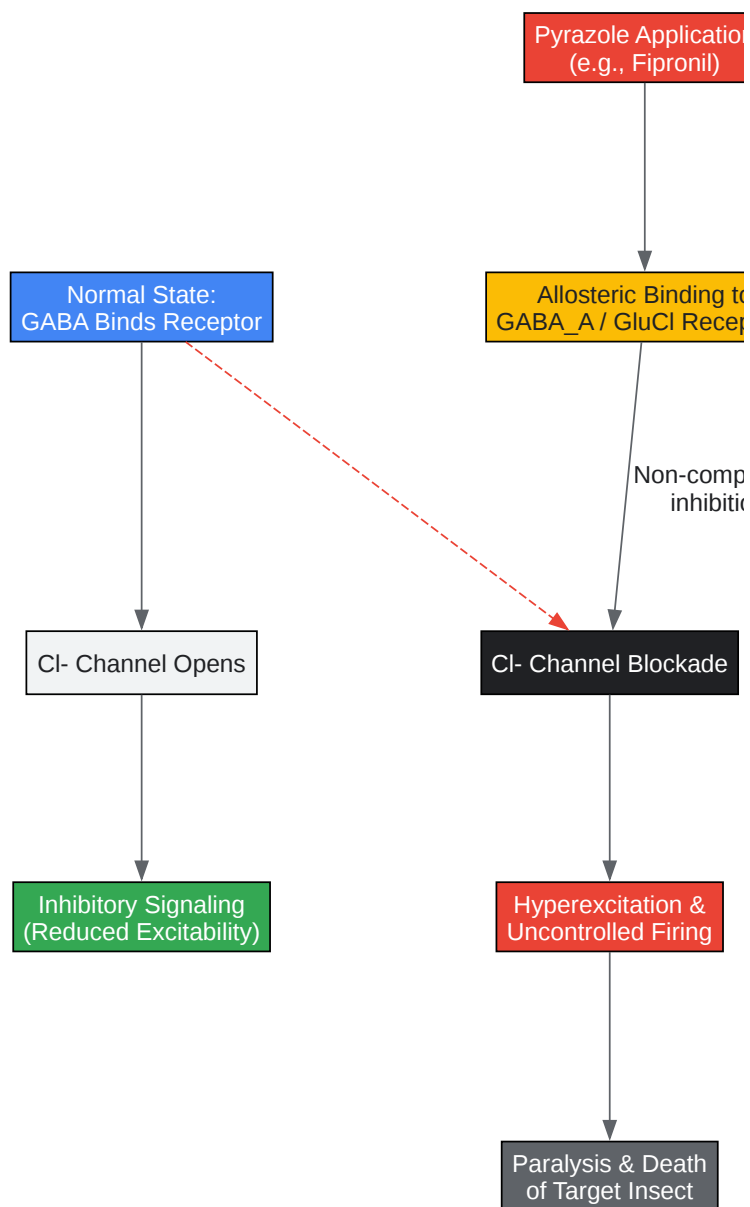 Pyrazole Application
(e.g., Fipronil)
Normal State:
GABA Binds Receptor
Allosteric Binding to
GABA_A / GluCl Recep
Non-comp
inhibitio
Cl- Channel Opens
Cl- Channel Blockade
Inhibitory Signaling
(Reduced Excitability)
Hyperexcitation &
Uncontrolled Firing
Paralysis & Death
of Target Insect